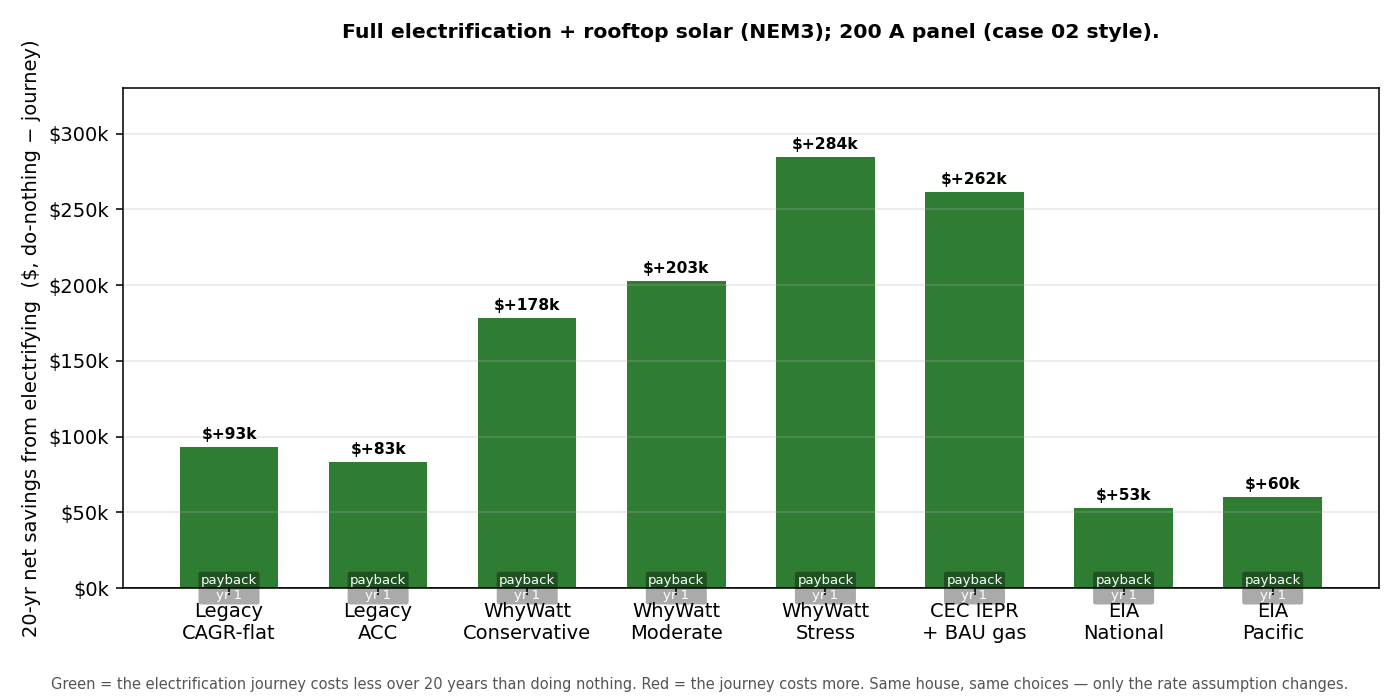 Full electrification + rooftop solar (NEM3); 200 A panel (case 02 style).
20-yr net savings from electrifying  ($, do-nothing − journey)
$300k
$250k
$200k
$150k
$100k
$50k
$0k
$+93k
$+83k
$+178k
$+203k
$+284k
$+262k
$+53k
$+60k
payback
yr 1
payback
yr 1
payback
yr 1
payback
yr 1
payback
yr 1
payback
yr 1
payback
yr 1
payback
yr 1
Legacy
CAGR-flat
Legacy
ACC
WhyWatt
Conservative
WhyWatt
Moderate
WhyWatt
Stress
CEC IEPR
+ BAU gas
EIA
National
EIA
Pacific
Green = the electrification journey costs less over 20 years than doing nothing. Red = the journey costs more. Same house, same choices — only the rate assumption changes.